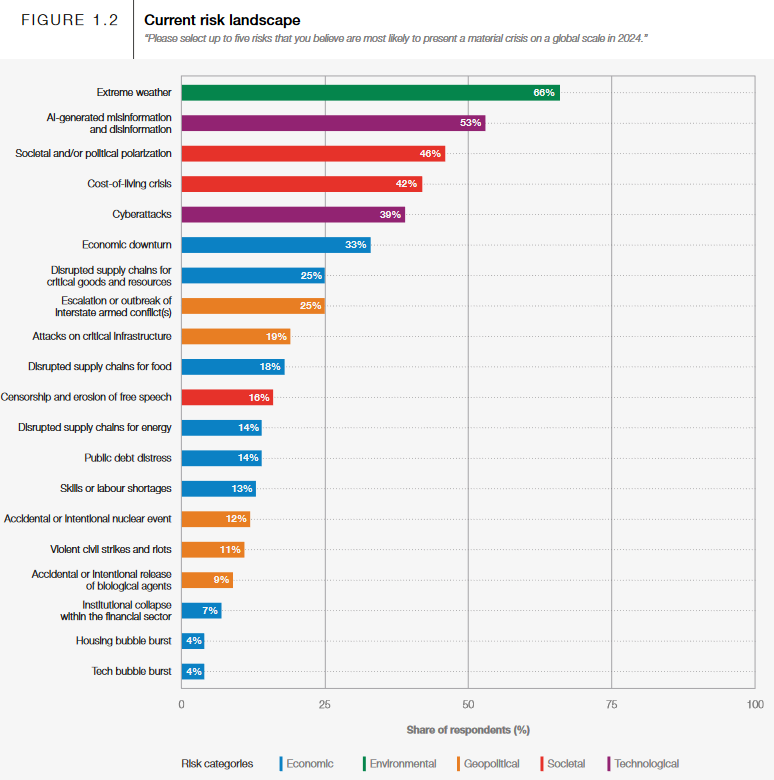 FIGURE 1.2
Current risk landscape
"Please select up to five risks that you believe are most likely to present a material crisis on a global scale in 2024."
Extreme weather
66%
AI-generated misinformation
and disinformation
53%
Societal and/or political polarization
46%
Cost-of-living crisis
42%
Cyberattacks
39%
Economic downturn
33%
Disrupted supply chains for
critical goods and resources
25%
Escalation or outbreak of
interstate armed conflict(s)
25%
Attacks on critical infrastructure
19%
Disrupted supply chains for food
18%
Censorship and erosion of free speech
16%
Disrupted supply chains for energy
14%
Public debt distress
14%
Skills or labour shortages
13%
Accidental or intentional nuclear event
12%
Violent civil strikes and riots
11%
Accidental or intentional release
of biological agents
9%
Institutional collapse
within the financial sector
7%
Housing bubble burst
4%
Tech bubble burst
4%
0 25 50 75 100
Share of respondents (%)
Risk categories Economic Environmental Geopolitical Societal Technological